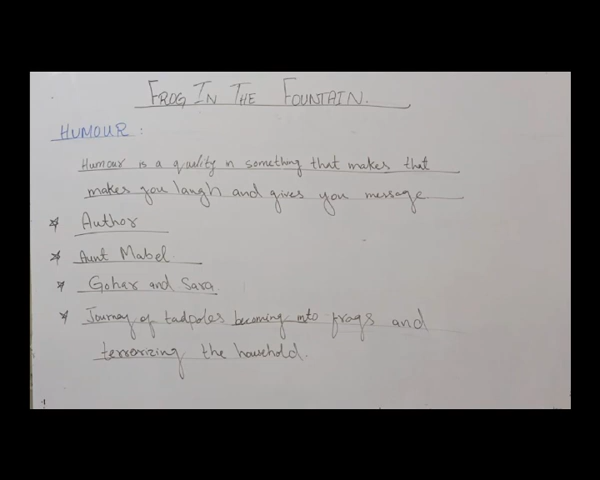 FROG IN THE FOUNTAIN.
HUMOUR:
Humour is a quality in something that makes that
makes you laugh and gives you message
* Author
* Aunt Mabel
* Gohar and Sara
* Journey of tadpoles becoming into frogs and
terrorizing the household.